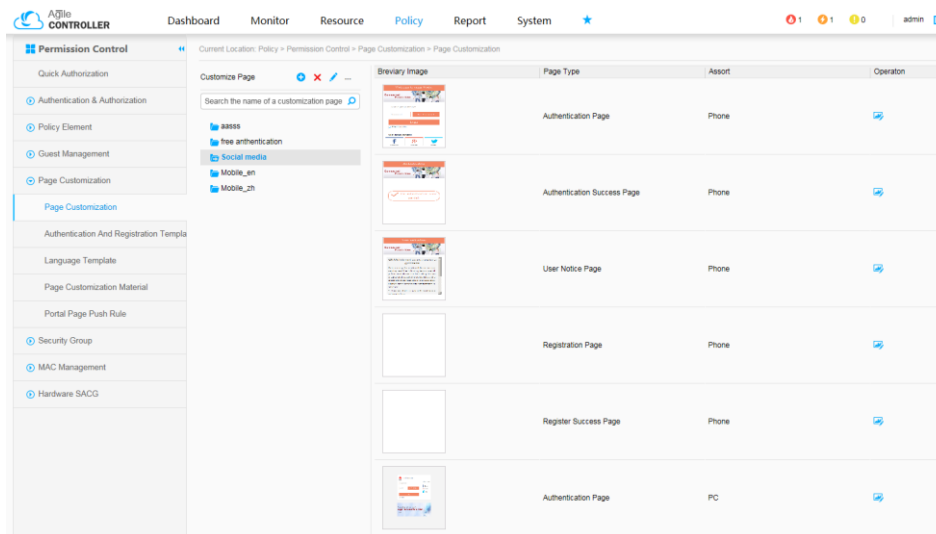 Agile
CONTROLLER
Dashboard
Monitor
Resource
Policy
Report
System
1
1
0
admin
Permission Control
Current Location: Policy > Permission Control > Page Customization > Page Customization
Quick Authorization
Authentication & Authorization
Policy Element
Guest Management
Page Customization
Page Customization
Authentication And Registration Templa
Language Template
Page Customization Material
Portal Page Push Rule
Security Group
MAC Management
Hardware SACG
Customize Page
...
Search the name of a customization page
aasss
free anthentication
Social media
Mobile_en
Mobile_zh
Breviary Image
Page Type
Assort
Operaton
Authentication Page
Phone
Authentication Success Page
Phone
User Notice Page
Phone
Registration Page
Phone
Register Success Page
Phone
Authentication Page
PC